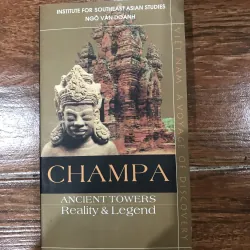 INSTITUTE FOR SOUTHEAST ASIAN STUDIES
NGÔ VĂN DOANH
CHAMPA
ANCIENT TOWERS
Reality & Legend